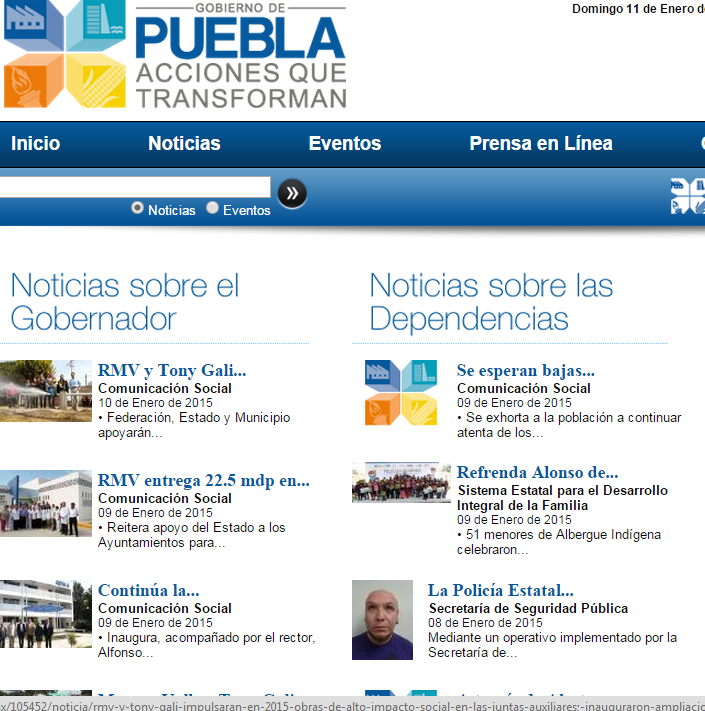 GOBIERNO DE
PUEBLA
ACCIONES QUE
TRANSFORMAN
Domingo 11 de Enero d
Inicio
Noticias
Eventos
Prensa en Línea
Noticias
Eventos
Noticias sobre el
Gobernador
RMV y Tony Gali...
Comunicación Social
10 de Enero de 2015
• Federación, Estado y Municipio
apoyarán...
RMV entrega 22.5 mdp en...
Comunicación Social
09 de Enero de 2015
• Reitera apoyo del Estado a los
Ayuntamientos para...
Continúa la...
Comunicación Social
09 de Enero de 2015
• Inaugura, acompañado por el rector,
Alfonso...
Noticias sobre las
Dependencias
Se esperan bajas...
Comunicación Social
09 de Enero de 2015
• Se exhorta a la población a continuar
atenta de los...
Refrenda Alonso de...
Sistema Estatal para el Desarrollo
Integral de la Familia
09 de Enero de 2015
• 51 menores de Albergue Indígena
celebraron...
La Policía Estatal...
Secretaría de Seguridad Pública
08 de Enero de 2015
Mediante un operativo implementado por la
Secretaría de...
x/105452/noticia/rmv-y-tony-gali-impulsaran-en-2015-obras-de-alto-impacto-social-en-las-juntas-auxiliares;-inauguraron-ampliacio